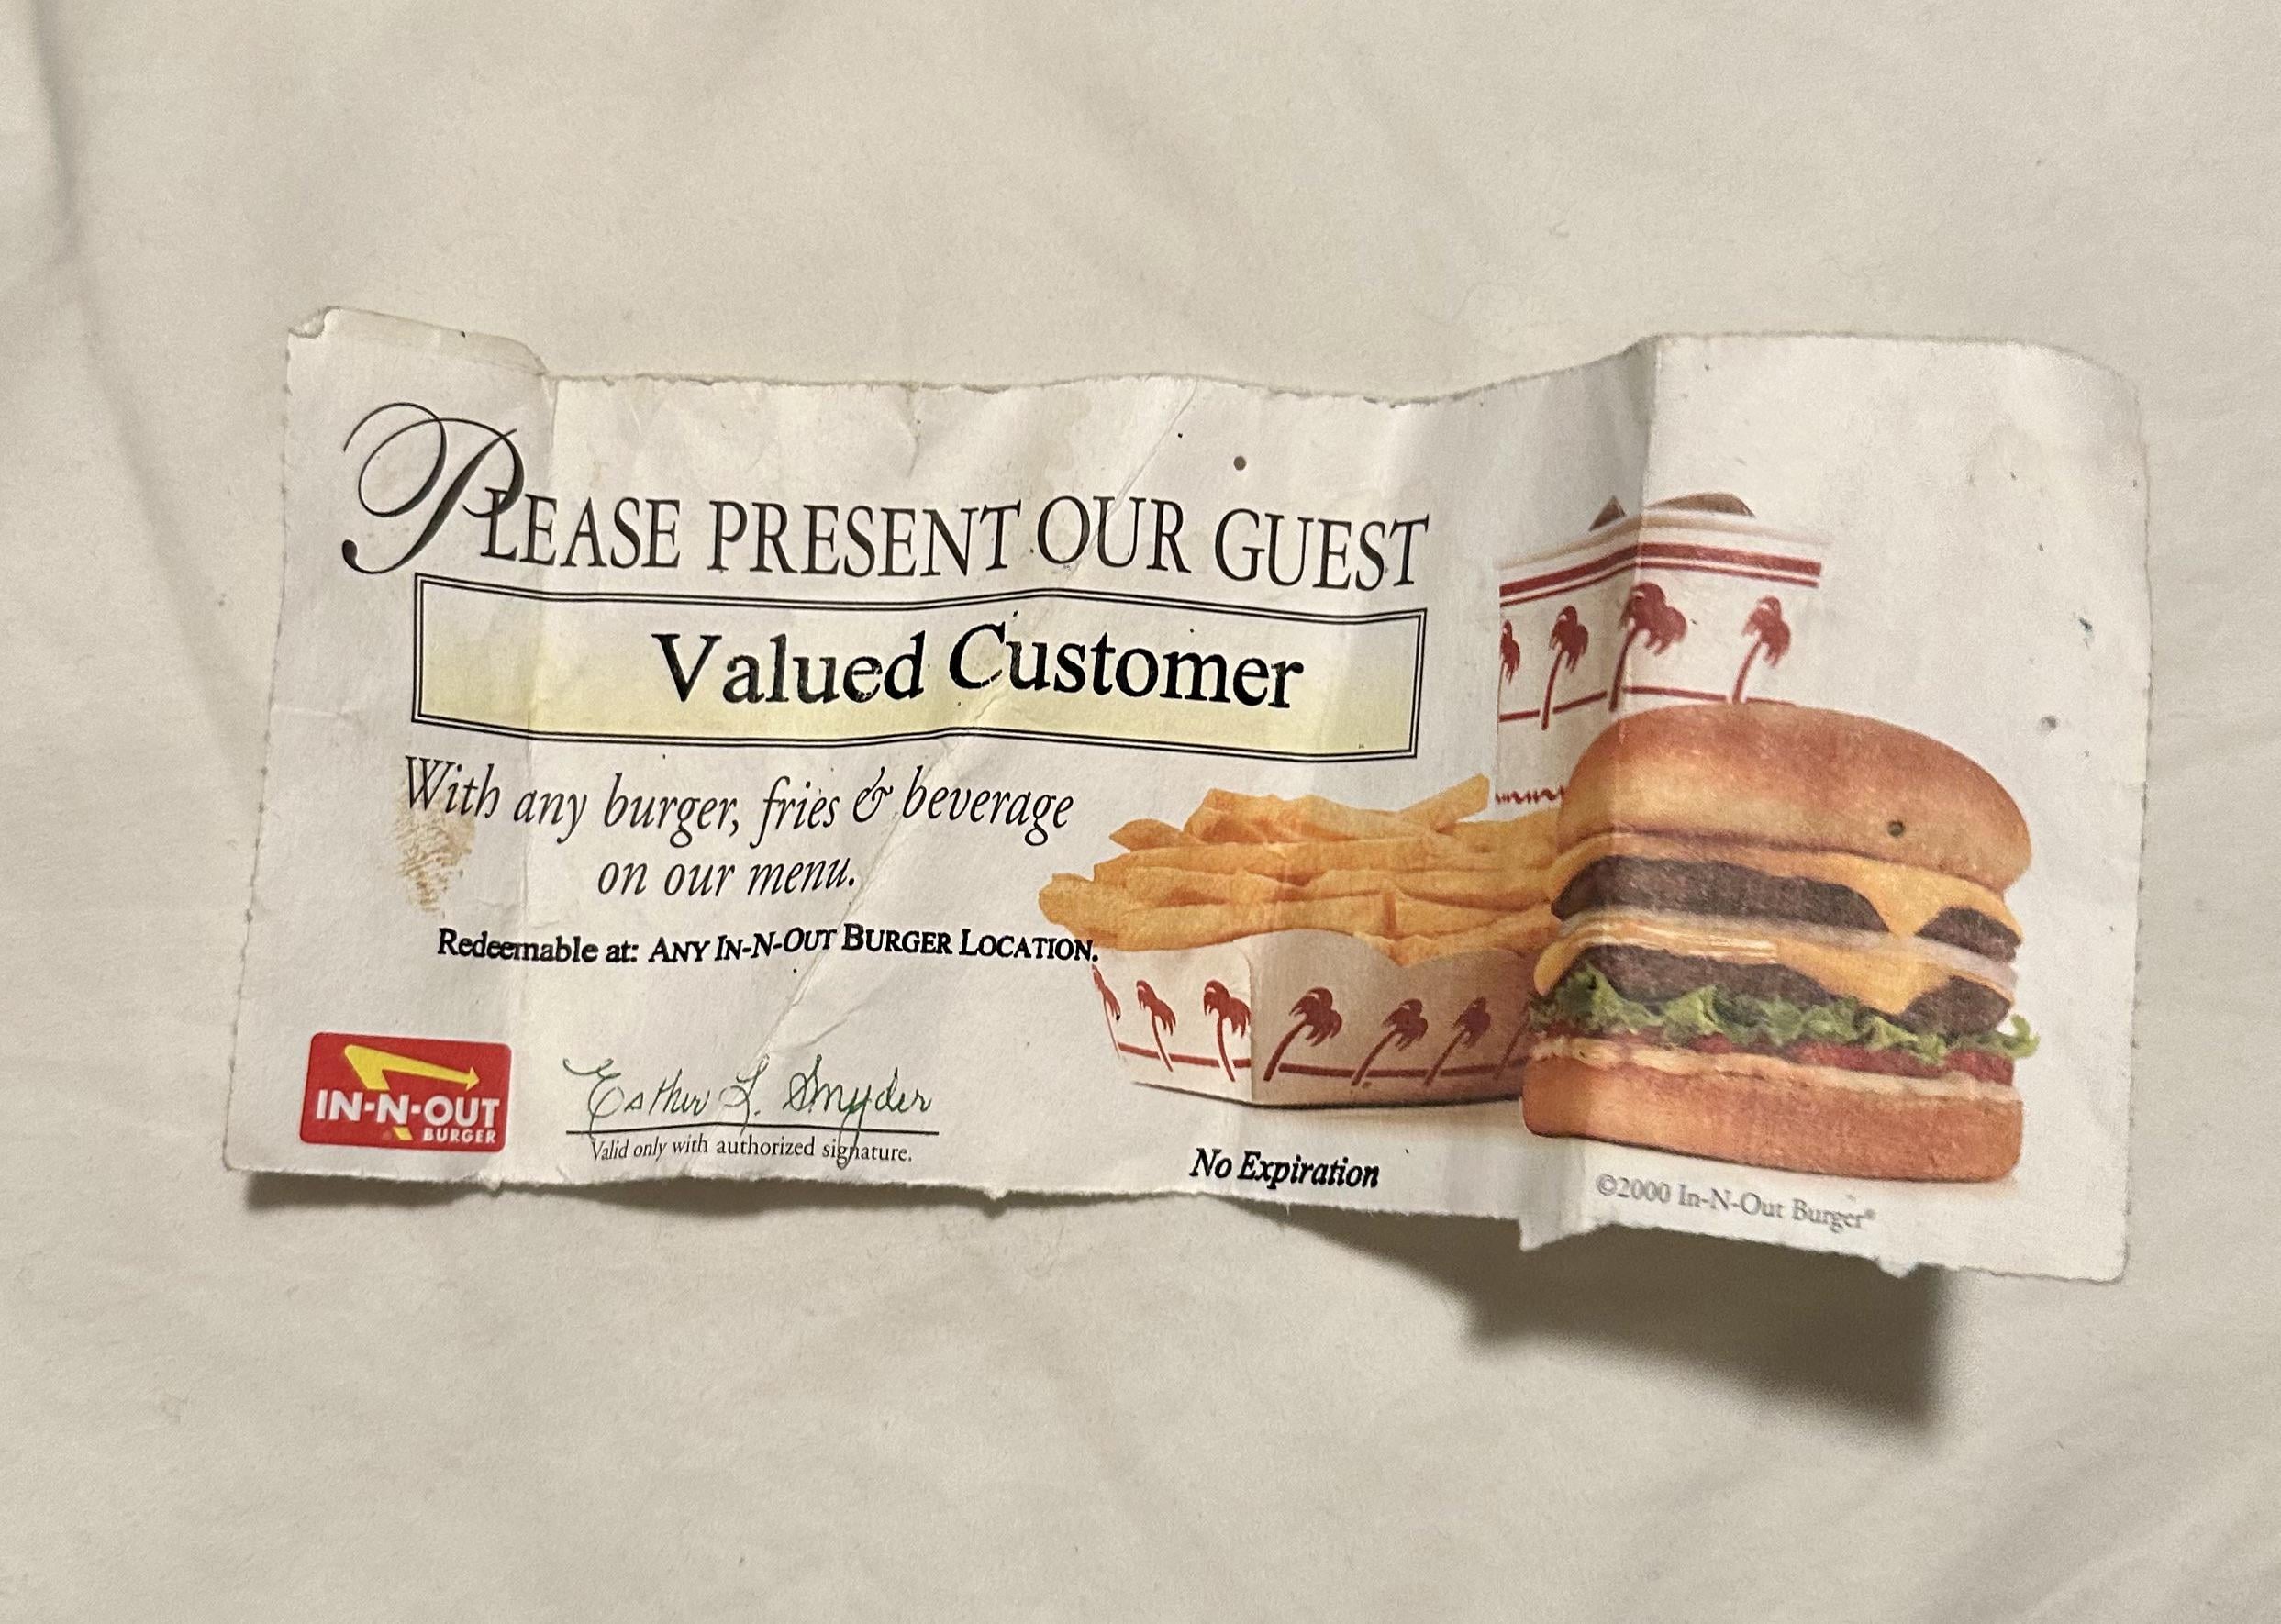 PLEASE PRESENT OUR GUEST
Valued Customer
With any burger, fries & beverage
on our menu.
Redeemable at: ANY IN-N-OUT BURGER LOCATION.
IN-N-OUT
BURGER
Esther L. Snyder
Valid only with authorized signature.
No Expiration
©2000 In-N-Out Burger®